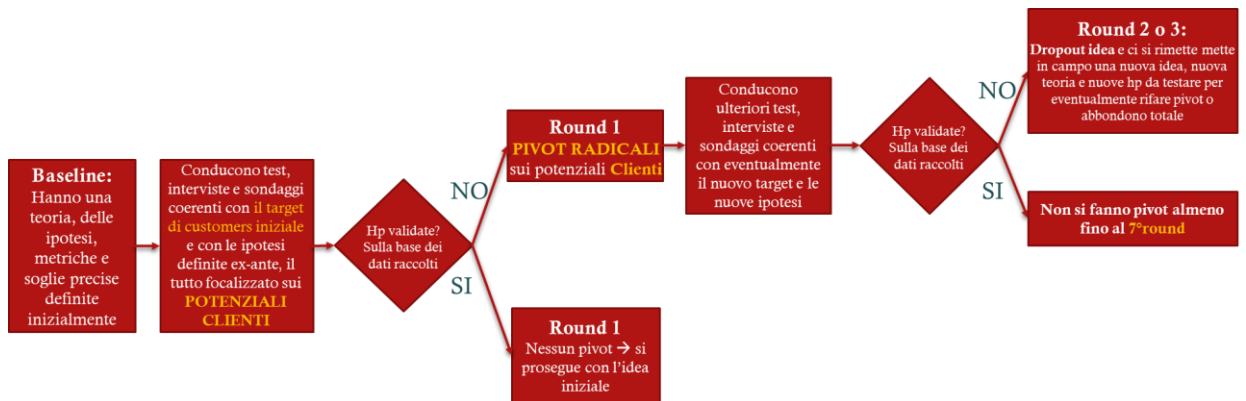 Baseline:
Hanno una
teoria, delle
ipotesi,
metriche e
soglie precise
definite
inizialmente
Conducono test,
interviste e sondaggi
coerenti con il target
di customers iniziale
e con le ipotesi
definite ex-ante, il
tutto focalizzato sui
POTENZIALI
CLIENTI
Hp validate?
Sulla base dei
dati raccolti
NO
SI
Round 1
PIVOT RADICALI
sui potenziali Clienti
Round 1
Nessun pivot → si
prosegue con l'idea
iniziale
Conducono
ulteriori test,
interviste e
sondaggi coerenti
con eventualmente
il nuovo target e le
nuove ipotesi
Hp validate?
Sulla base dei
dati raccolti
NO
SI
Round 2 o 3:
Dropout idea e ci si rimette mette
in campo una nuova idea, nuova
teoria e nuove hp da testare per
eventualmente rifare pivot o
abbondono totale
Non si fanno pivot almeno
fino al 7°round